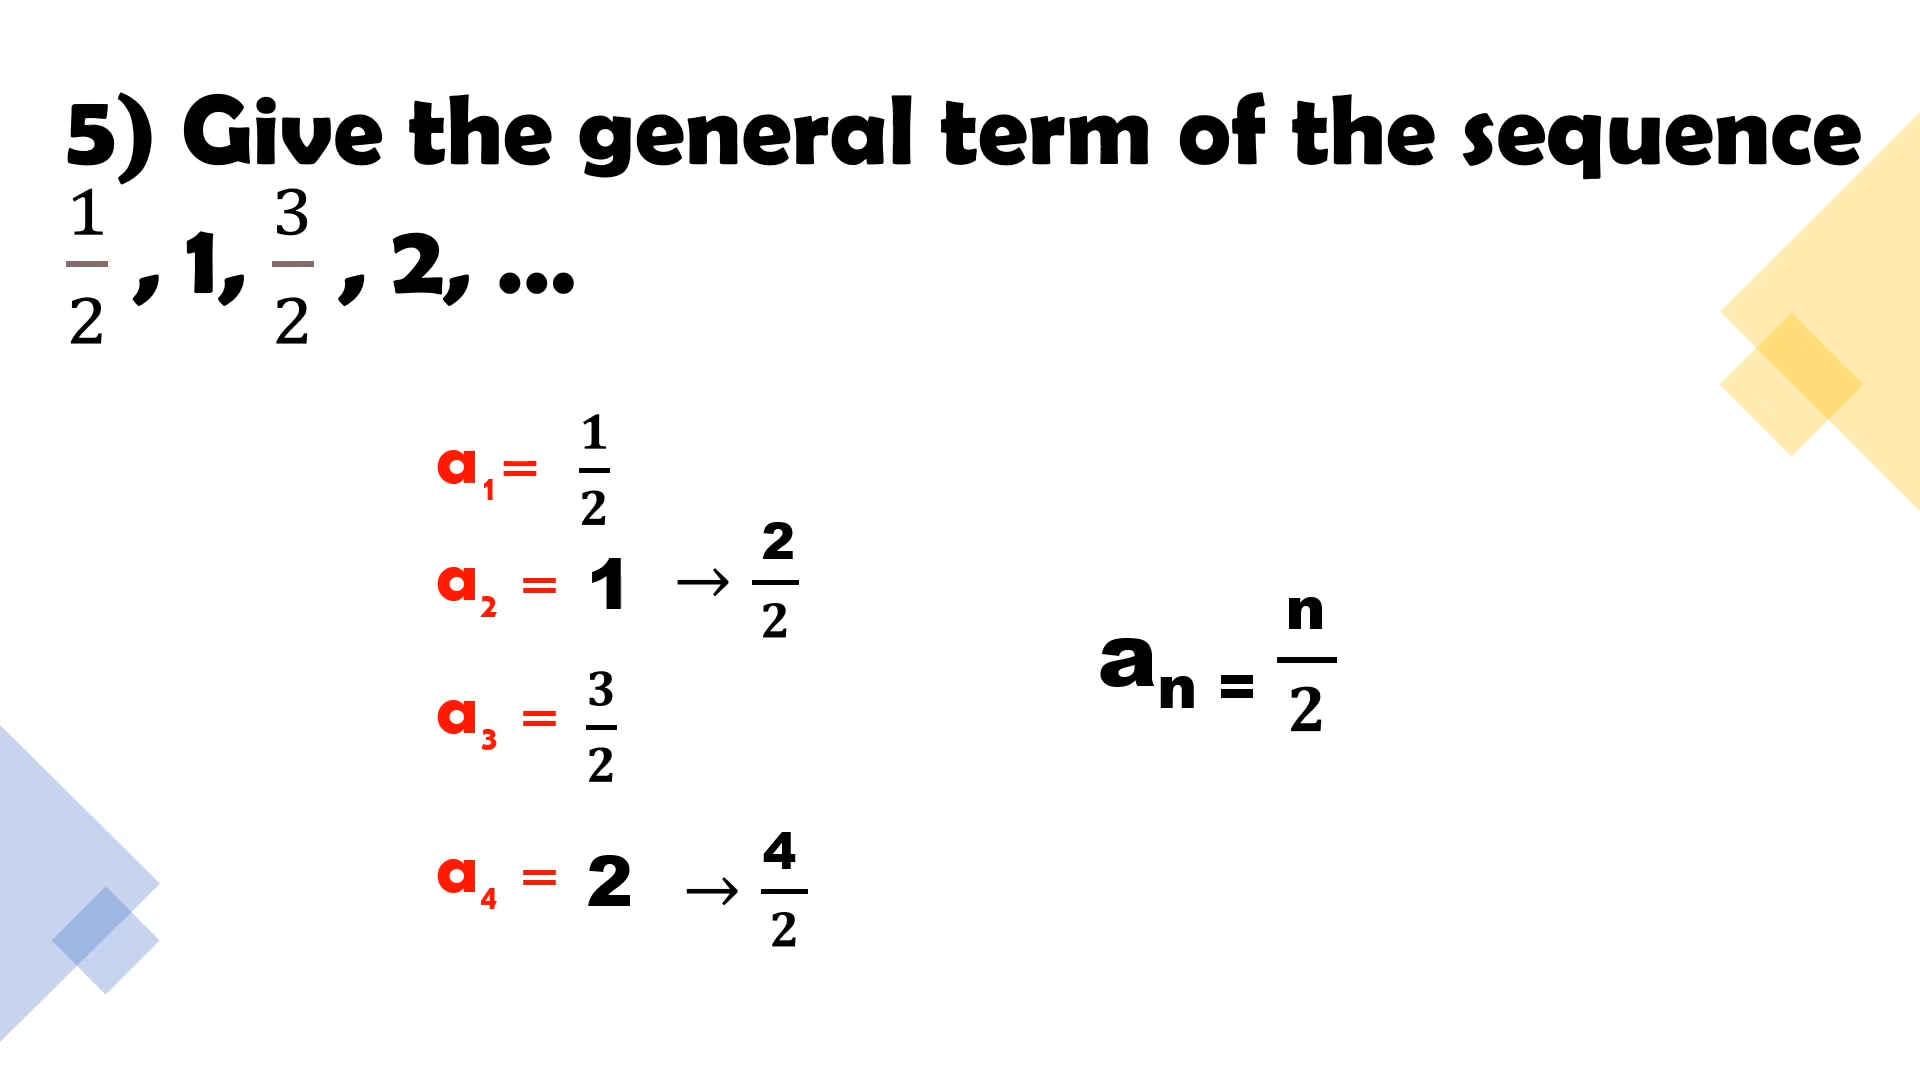 5) Give the general term of the sequence
1/2 , 1, 3/2 , 2, ...
a₁= 1/2
a₂ = 1 → 2/2
a₃ = 3/2
a₄ = 2 → 4/2
aₙ = n/2